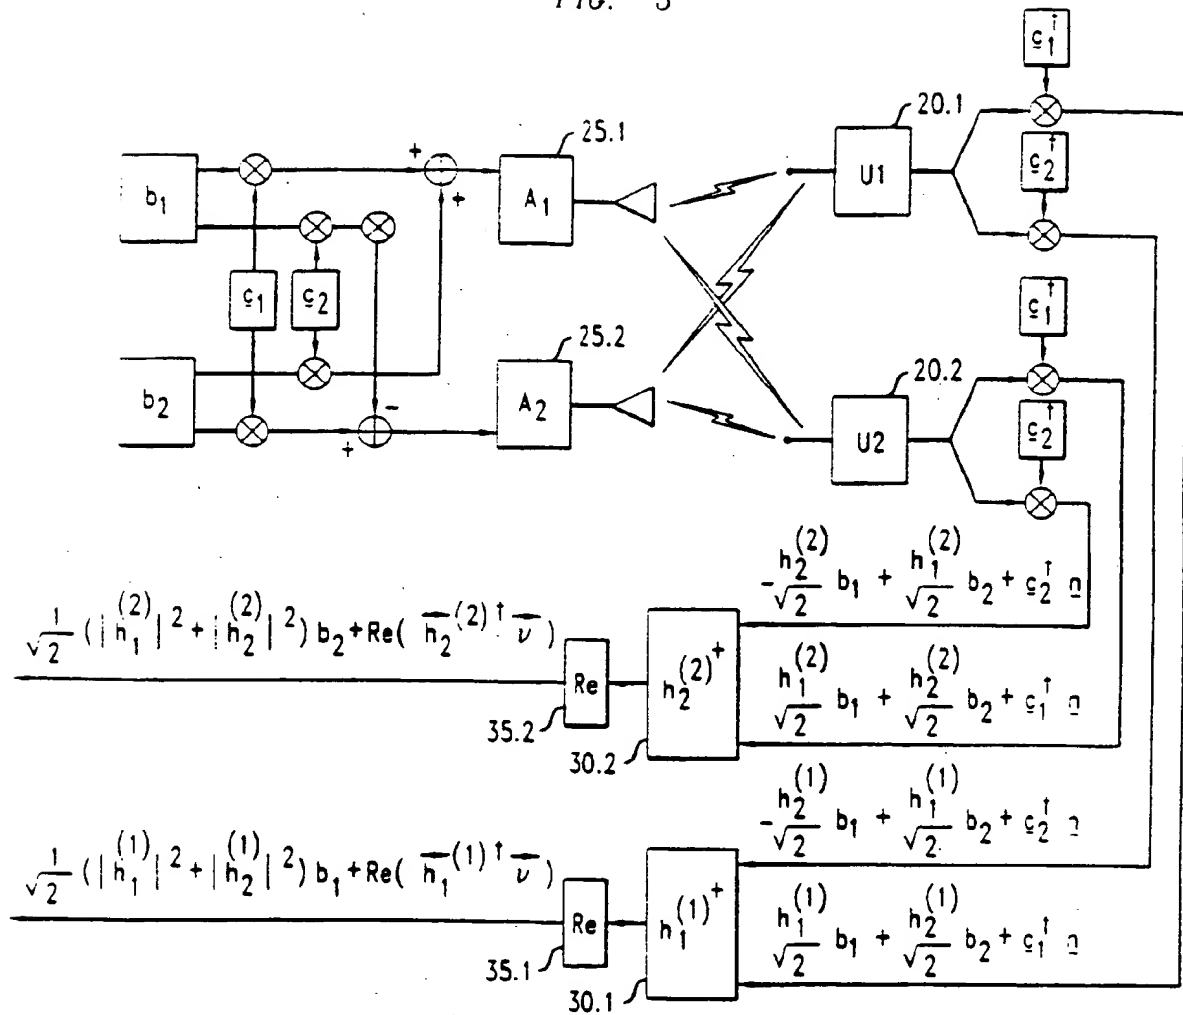 FIG. 3
c₁†
20.1
25.1
+
+
b₁
A₁
U1
c₂†
c₁
c₂
c₁†
25.2
20.2
b₂
A₂
c₂†
-
+
U2
-h₂⁽²⁾/√2 b₁ + h₁⁽²⁾/√2 b₂ + c₂† n
1/√2 (|h₁⁽²⁾|² + |h₂⁽²⁾|²) b₂ + Re( h₂⁽²⁾† ν )
Re
h₂⁽²⁾⁺
h₁⁽²⁾/√2 b₁ + h₂⁽²⁾/√2 b₂ + c₁† n
35.2
30.2
-h₂⁽¹⁾/√2 b₁ + h₁⁽¹⁾/√2 b₂ + c₂† n
1/√2 (|h₁⁽¹⁾|² + |h₂⁽¹⁾|²) b₁ + Re( h₁⁽¹⁾† ν )
Re
h₁⁽¹⁾⁺
h₁⁽¹⁾/√2 b₁ + h₂⁽¹⁾/√2 b₂ + c₁† n
35.1
30.1